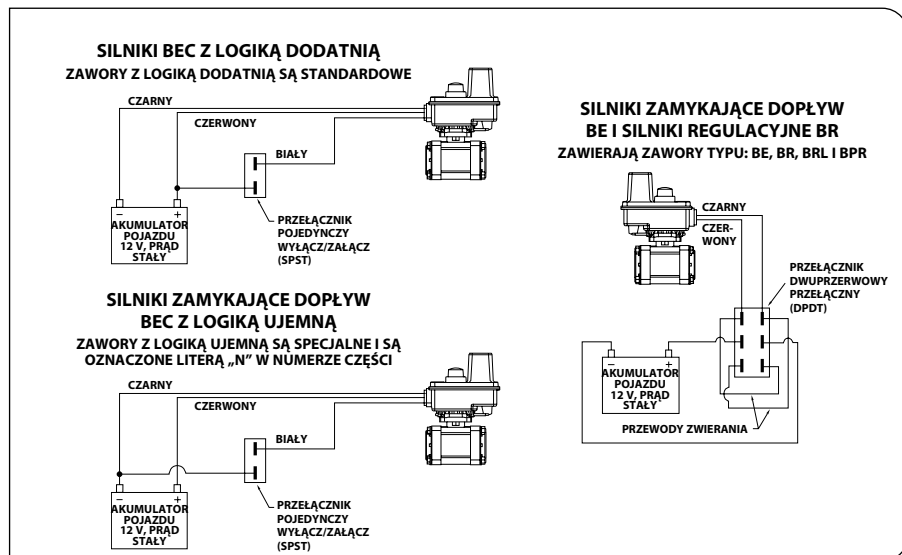 SILNIKI BEC Z LOGIKĄ DODATNIĄ
ZAWORY Z LOGIKĄ DODATNIĄ SĄ STANDARDOWE
CZARNY
CZERWONY
BIAŁY
– +
AKUMULATOR
POJAZDU
12 V, PRĄD
STAŁY
PRZEŁĄCZNIK
POJEDYNCZY
WYŁĄCZ/ZAŁĄCZ
(SPST)
SILNIKI ZAMYKAJĄCE DOPŁYW
BEC Z LOGIKĄ UJEMNĄ
ZAWORY Z LOGIKĄ UJEMNĄ SĄ SPECJALNE I SĄ
OZNACZONE LITERĄ „N” W NUMERZE CZĘŚCI
CZARNY
CZERWONY
BIAŁY
– +
AKUMULATOR
POJAZDU
12 V, PRĄD
STAŁY
PRZEŁĄCZNIK
POJEDYNCZY
WYŁĄCZ/ZAŁĄCZ
(SPST)
SILNIKI ZAMYKAJĄCE DOPŁYW
BE I SILNIKI REGULACYJNE BR
ZAWIERAJĄ ZAWORY TYPU: BE, BR, BRL I BPR
CZARNY
CZER-
WONY
PRZEŁĄCZNIK
DWUPRZERWOWY
PRZEŁĄCZNY
(DPDT)
– +
AKUMULATOR
POJAZDU
12 V, PRĄD
STAŁY
PRZEWODY ZWIERANIA